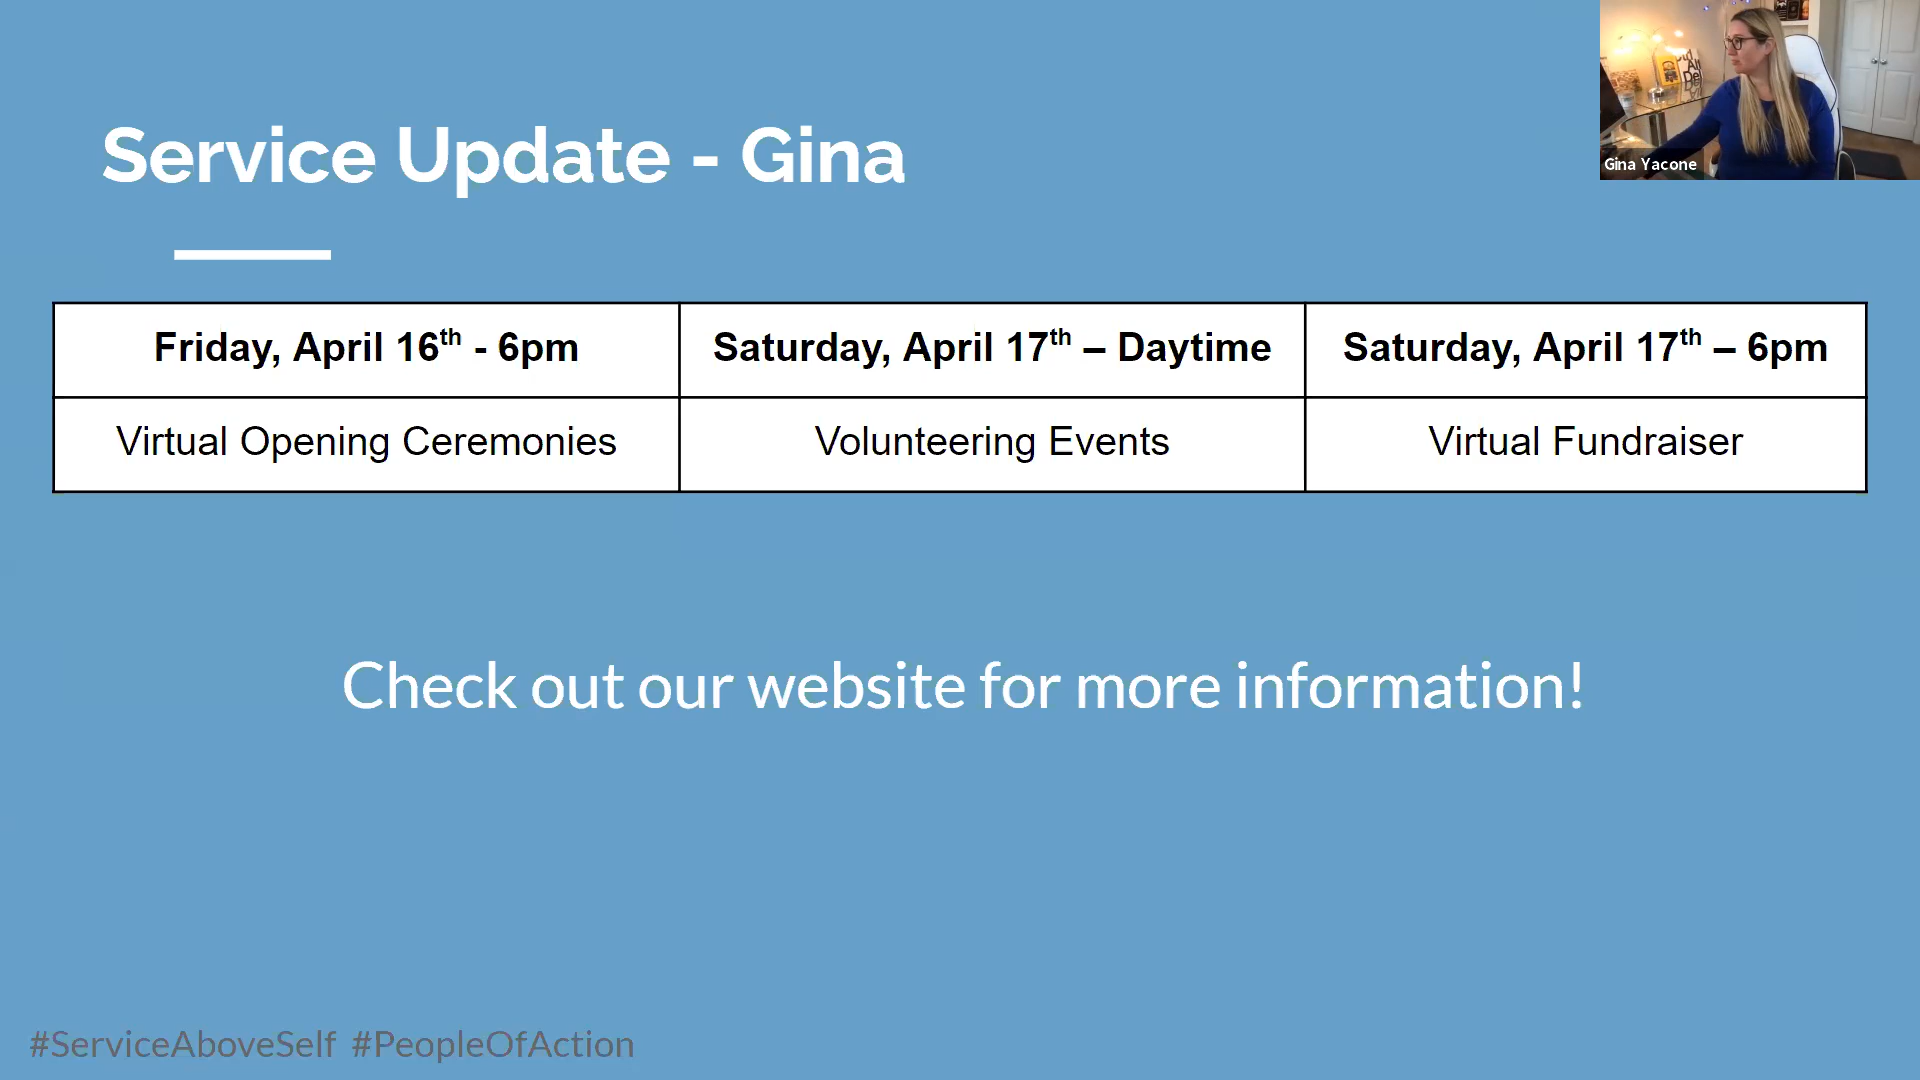 Service Update - Gina
Gina Yacone
Friday, April 16th - 6pm
Saturday, April 17th – Daytime
Saturday, April 17th – 6pm
Virtual Opening Ceremonies
Volunteering Events
Virtual Fundraiser
Check out our website for more information!
#ServiceAboveSelf #PeopleOfAction